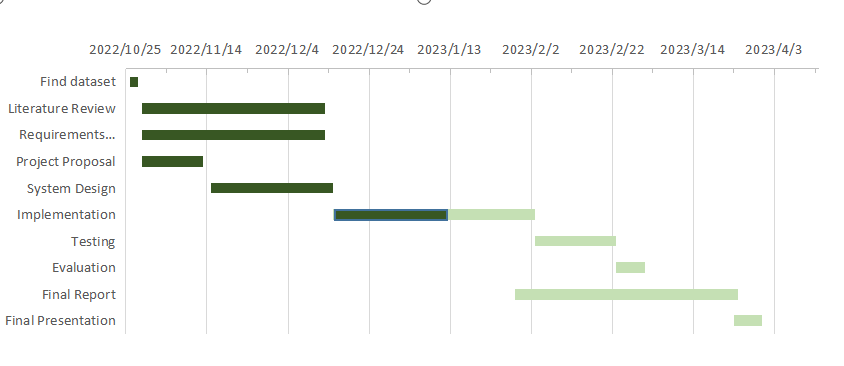 2022/10/25 2022/11/14 2022/12/4 2022/12/24 2023/1/13 2023/2/2 2023/2/22 2023/3/14 2023/4/3
Find dataset
Literature Review
Requirements...
Project Proposal
System Design
Implementation
Testing
Evaluation
Final Report
Final Presentation